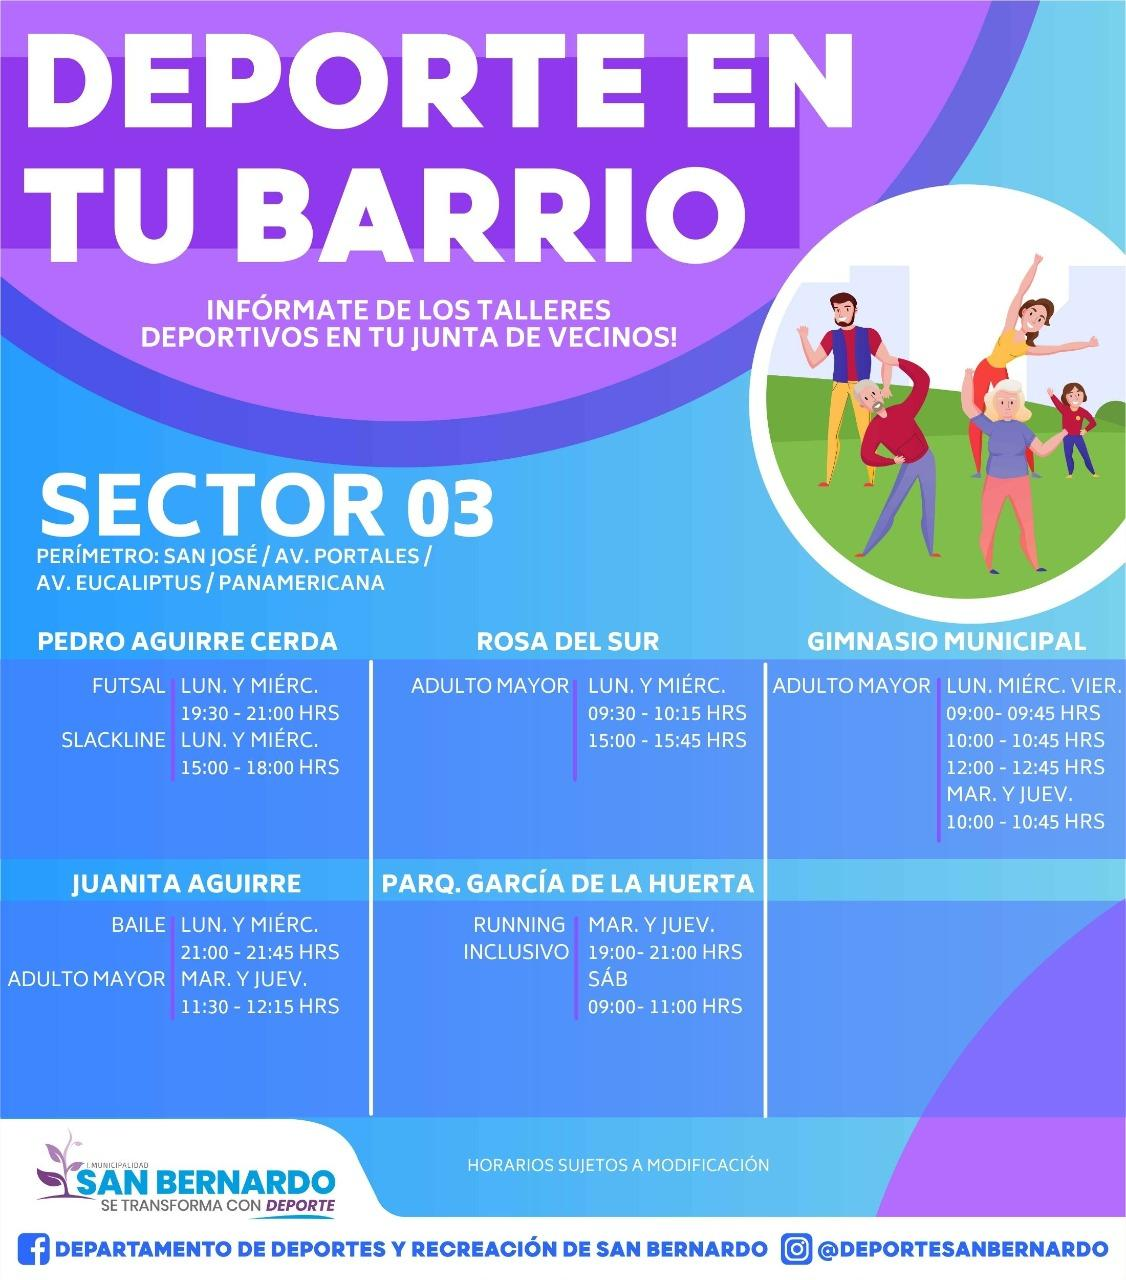 DEPORTE EN
TU BARRIO
INFÓRMATE DE LOS TALLERES
DEPORTIVOS EN TU JUNTA DE VECINOS!
SECTOR 03
PERÍMETRO: SAN JOSÉ / AV. PORTALES /
AV. EUCALIPTUS / PANAMERICANA
PEDRO AGUIRRE CERDA
FUTSAL LUN. Y MIÉRC.
19:30 - 21:00 HRS
SLACKLINE LUN. Y MIÉRC.
15:00 - 18:00 HRS
ROSA DEL SUR
ADULTO MAYOR LUN. Y MIÉRC.
09:30 - 10:15 HRS
15:00 - 15:45 HRS
GIMNASIO MUNICIPAL
ADULTO MAYOR LUN. MIÉRC. VIER.
09:00- 09:45 HRS
10:00 - 10:45 HRS
12:00 - 12:45 HRS
MAR. Y JUEV.
10:00 - 10:45 HRS
JUANITA AGUIRRE
BAILE LUN. Y MIÉRC.
21:00 - 21:45 HRS
ADULTO MAYOR MAR. Y JUEV.
11:30 - 12:15 HRS
PARQ. GARCÍA DE LA HUERTA
RUNNING MAR. Y JUEV.
INCLUSIVO 19:00- 21:00 HRS
SÁB
09:00- 11:00 HRS
I. MUNICIPALIDAD
SAN BERNARDO
SE TRANSFORMA CON DEPORTE
HORARIOS SUJETOS A MODIFICACIÓN
DEPARTAMENTO DE DEPORTES Y RECREACIÓN DE SAN BERNARDO @DEPORTESANBERNARDO